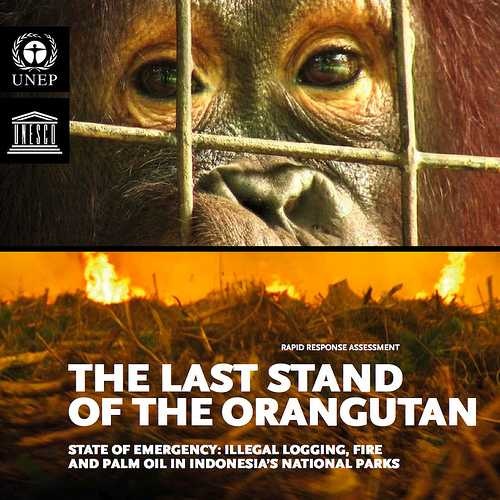 UNEP
UNESCO
RAPID RESPONSE ASSESSMENT
THE LAST STAND
OF THE ORANGUTAN
STATE OF EMERGENCY: ILLEGAL LOGGING, FIRE
AND PALM OIL IN INDONESIA'S NATIONAL PARKS